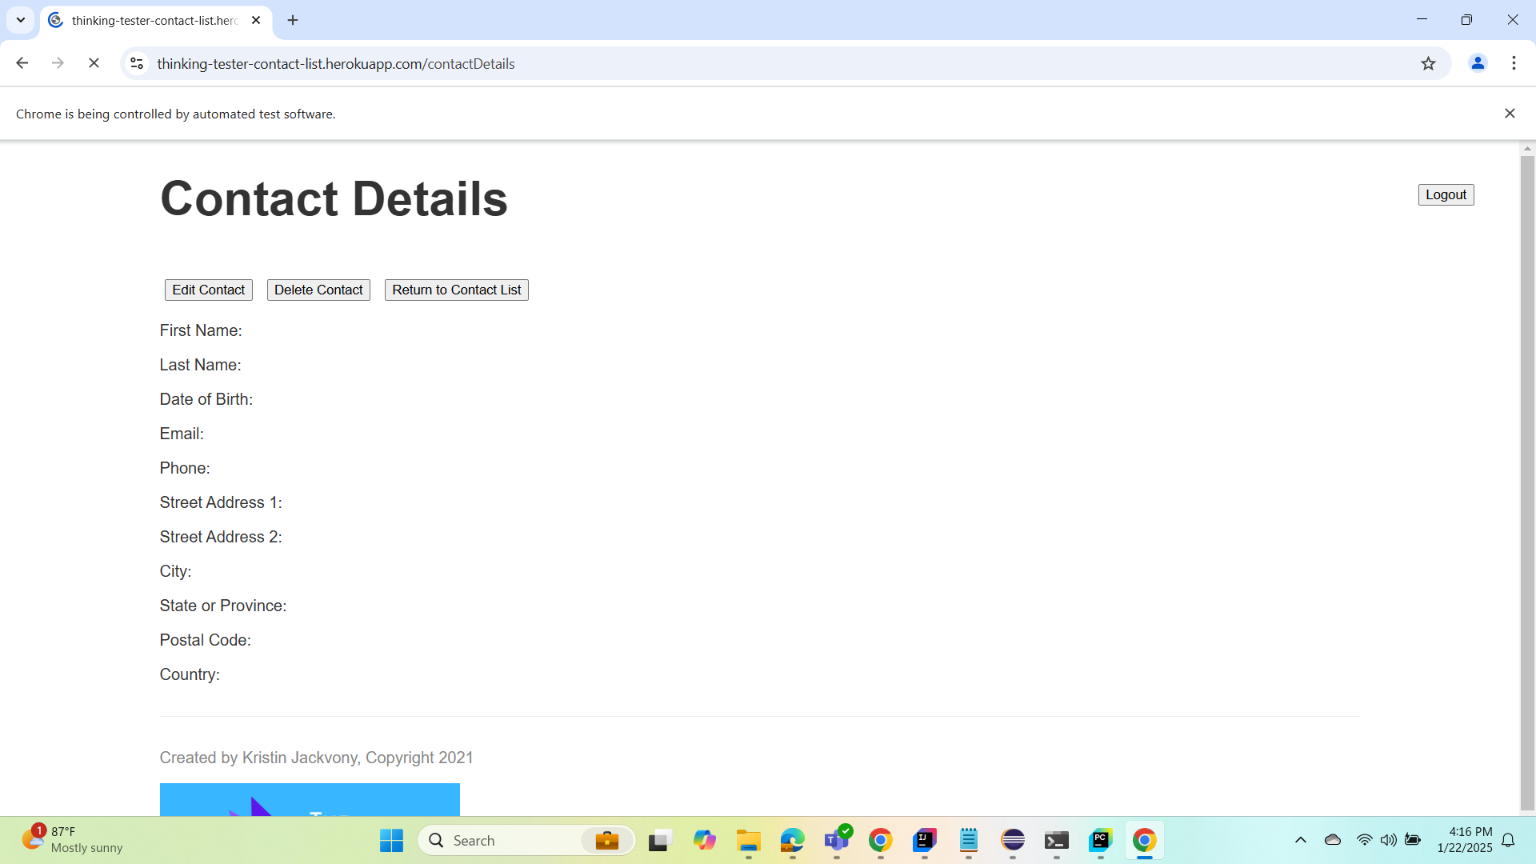 thinking-tester-contact-list.herc
thinking-tester-contact-list.herokuapp.com/contactDetails
Chrome is being controlled by automated test software.
Contact Details
Logout
Edit Contact
Delete Contact
Return to Contact List
First Name:
Last Name:
Date of Birth:
Email:
Phone:
Street Address 1:
Street Address 2:
City:
State or Province:
Postal Code:
Country:
Created by Kristin Jackvony, Copyright 2021
1
87°F
Mostly sunny
Search
4:16 PM
1/22/2025